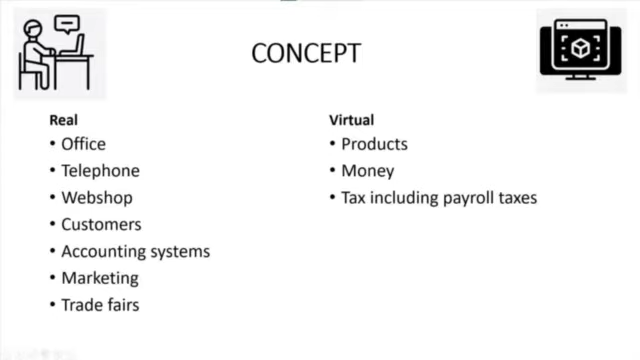 CONCEPT
Real
• Office
• Telephone
• Webshop
• Customers
• Accounting systems
• Marketing
• Trade fairs
Virtual
• Products
• Money
• Tax including payroll taxes